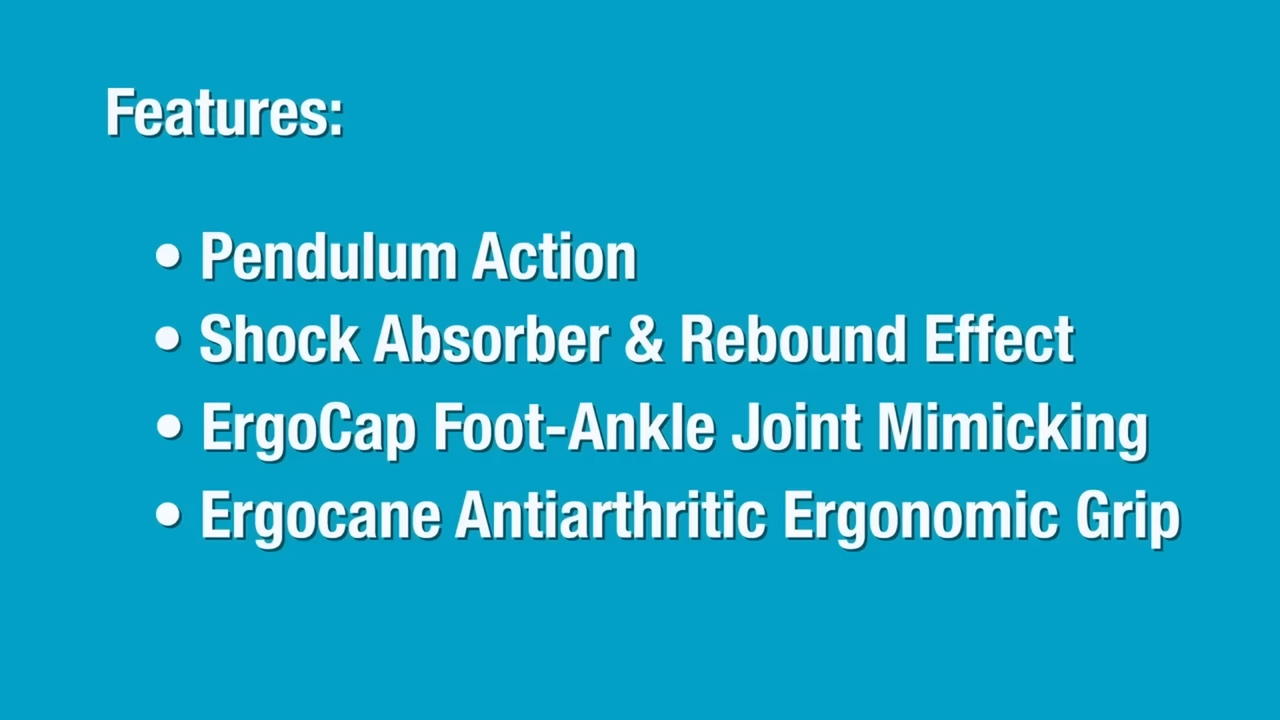 Features:
• Pendulum Action
• Shock Absorber & Rebound Effect
• ErgoCap Foot-Ankle Joint Mimicking
• Ergocane Antiarthritic Ergonomic Grip